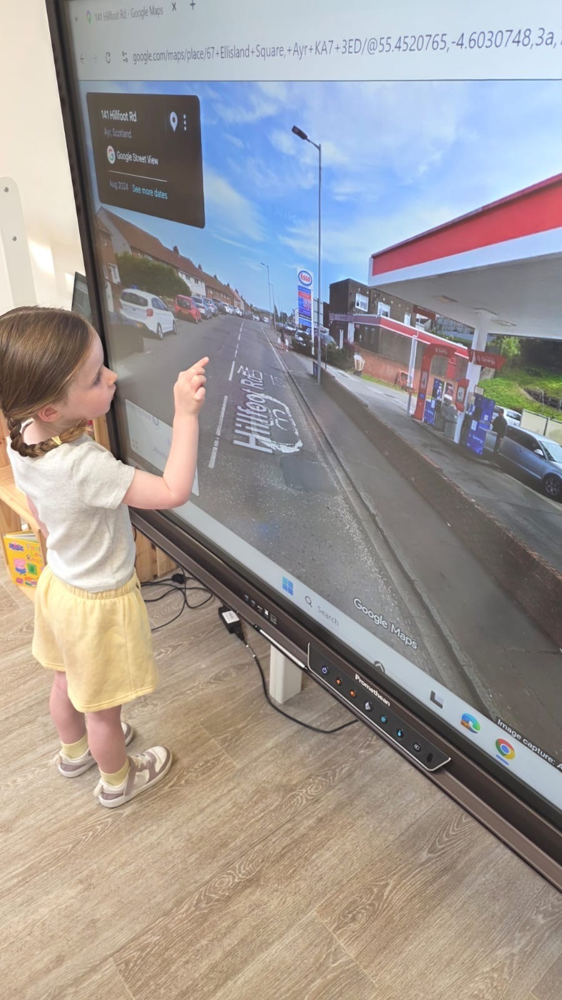 141 Hillfoot Rd - Google Maps
google.com/maps/place/67+Ellisland+Square,+Ayr+KA7+3ED/@55.4520765,-4.6030748,3a,
141 Hillfoot Rd
Ayr, Scotland
Google Street View
Aug 2024 See more dates
Esso
Hillfoot Rd
Synergy
Google Maps
Search
Image capture: A
Promethean